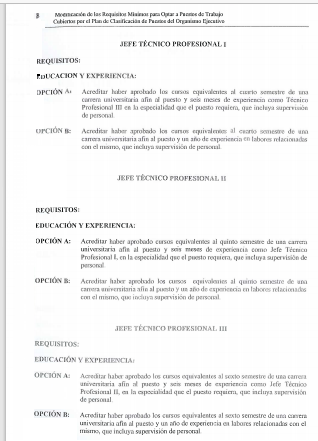 8 Modificación de los Requisitos Mínimos para Optar a Puestos de Trabajo
Cubiertos por el Plan de Clasificación de Puestos del Organismo Ejecutivo
JEFE TÉCNICO PROFESIONAL I
REQUISITOS:
EDUCACION Y EXPERIENCIA:
OPCIÓN A: Acreditar haber aprobado los cursos equivalentes al cuarto semestre de una
carrera universitaria afín al puesto y seis meses de experiencia como Técnico
Profesional III en la especialidad que el puesto requiera, que incluya supervisión
de personal.
OPCIÓN B: Acreditar haber aprobado los cursos equivalentes al cuarto semestre de una
carrera universitaria afín al puesto y un año de experiencia en labores relacionadas
con el mismo, que incluya supervisión de personal.
JEFE TÉCNICO PROFESIONAL II
REQUISITOS:
EDUCACIÓN Y EXPERIENCIA:
OPCIÓN A: Acreditar haber aprobado los cursos equivalentes al quinto semestre de una carrera
universitaria afín al puesto y seis meses de experiencia como Jefe Técnico
Profesional I, en la especialidad que el puesto requiera, que incluya supervisión de
personal.
OPCIÓN B: Acreditar haber aprobado los cursos equivalentes al quinto semestre de una
carrera universitaria afín al puesto y un año de experiencia en labores relacionadas
con el mismo, que incluya supervisión de personal.
JEFE TÉCNICO PROFESIONAL III
REQUISITOS:
EDUCACIÓN Y EXPERIENCIA:
OPCIÓN A: Acreditar haber aprobado los cursos equivalentes al sexto semestre de una carrera
universitaria afín al puesto y seis meses de experiencia como Jefe Técnico
Profesional II, en la especialidad que el puesto requiera, que incluya supervisión
de personal.
OPCIÓN B: Acreditar haber aprobado los cursos equivalentes al sexto semestre de una carrera
universitaria afín al puesto y un año de experiencia en labores relacionadas con el
mismo, que incluya supervisión de personal.